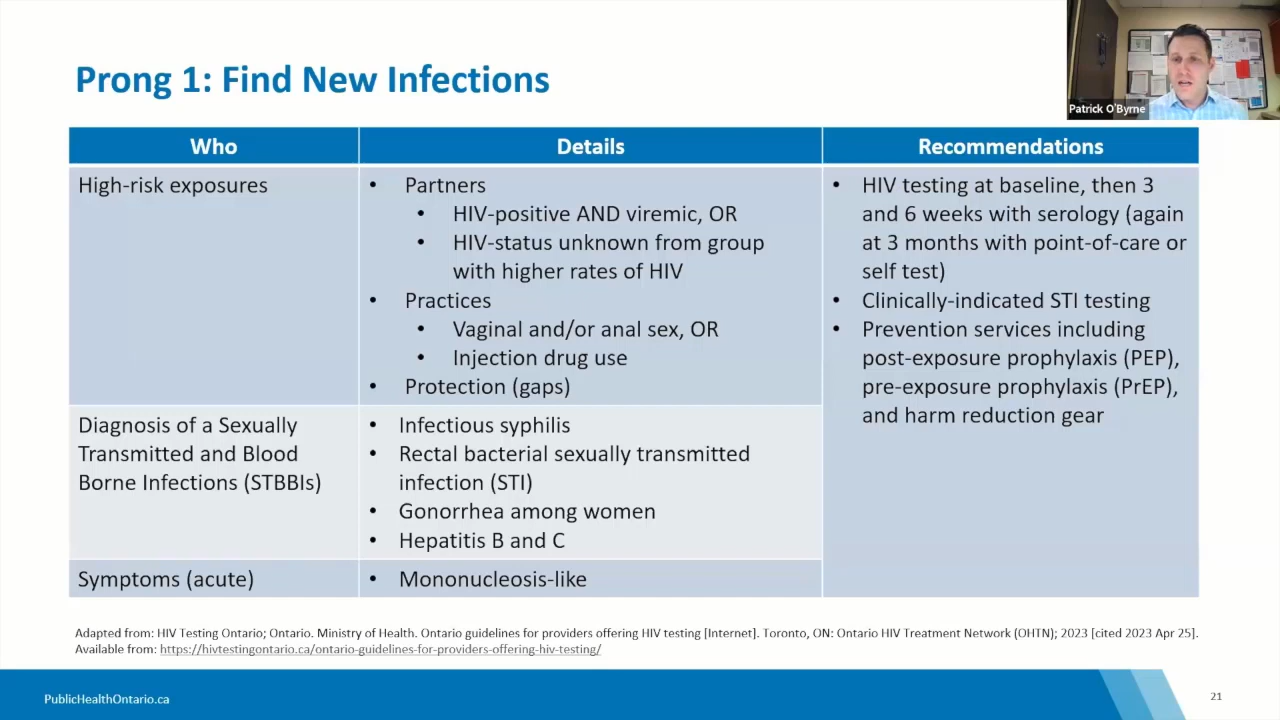 Prong 1: Find New Infections
Patrick O'Byrne
Who
Details
Recommendations
High-risk exposures
• Partners
• HIV-positive AND viremic, OR
• HIV-status unknown from group
with higher rates of HIV
• Practices
• Vaginal and/or anal sex, OR
• Injection drug use
• Protection (gaps)
• HIV testing at baseline, then 3
and 6 weeks with serology (again
at 3 months with point-of-care or
self test)
• Clinically-indicated STI testing
• Prevention services including
post-exposure prophylaxis (PEP),
pre-exposure prophylaxis (PrEP),
and harm reduction gear
Diagnosis of a Sexually
Transmitted and Blood
Borne Infections (STBBIs)
• Infectious syphilis
• Rectal bacterial sexually transmitted
infection (STI)
• Gonorrhea among women
• Hepatitis B and C
Symptoms (acute)
• Mononucleosis-like
Adapted from: HIV Testing Ontario; Ontario. Ministry of Health. Ontario guidelines for providers offering HIV testing [Internet]. Toronto, ON: Ontario HIV Treatment Network (OHTN); 2023 [cited 2023 Apr 25].
Available from: https://hivtestingontario.ca/ontario-guidelines-for-providers-offering-hiv-testing/
PublicHealthOntario.ca
21